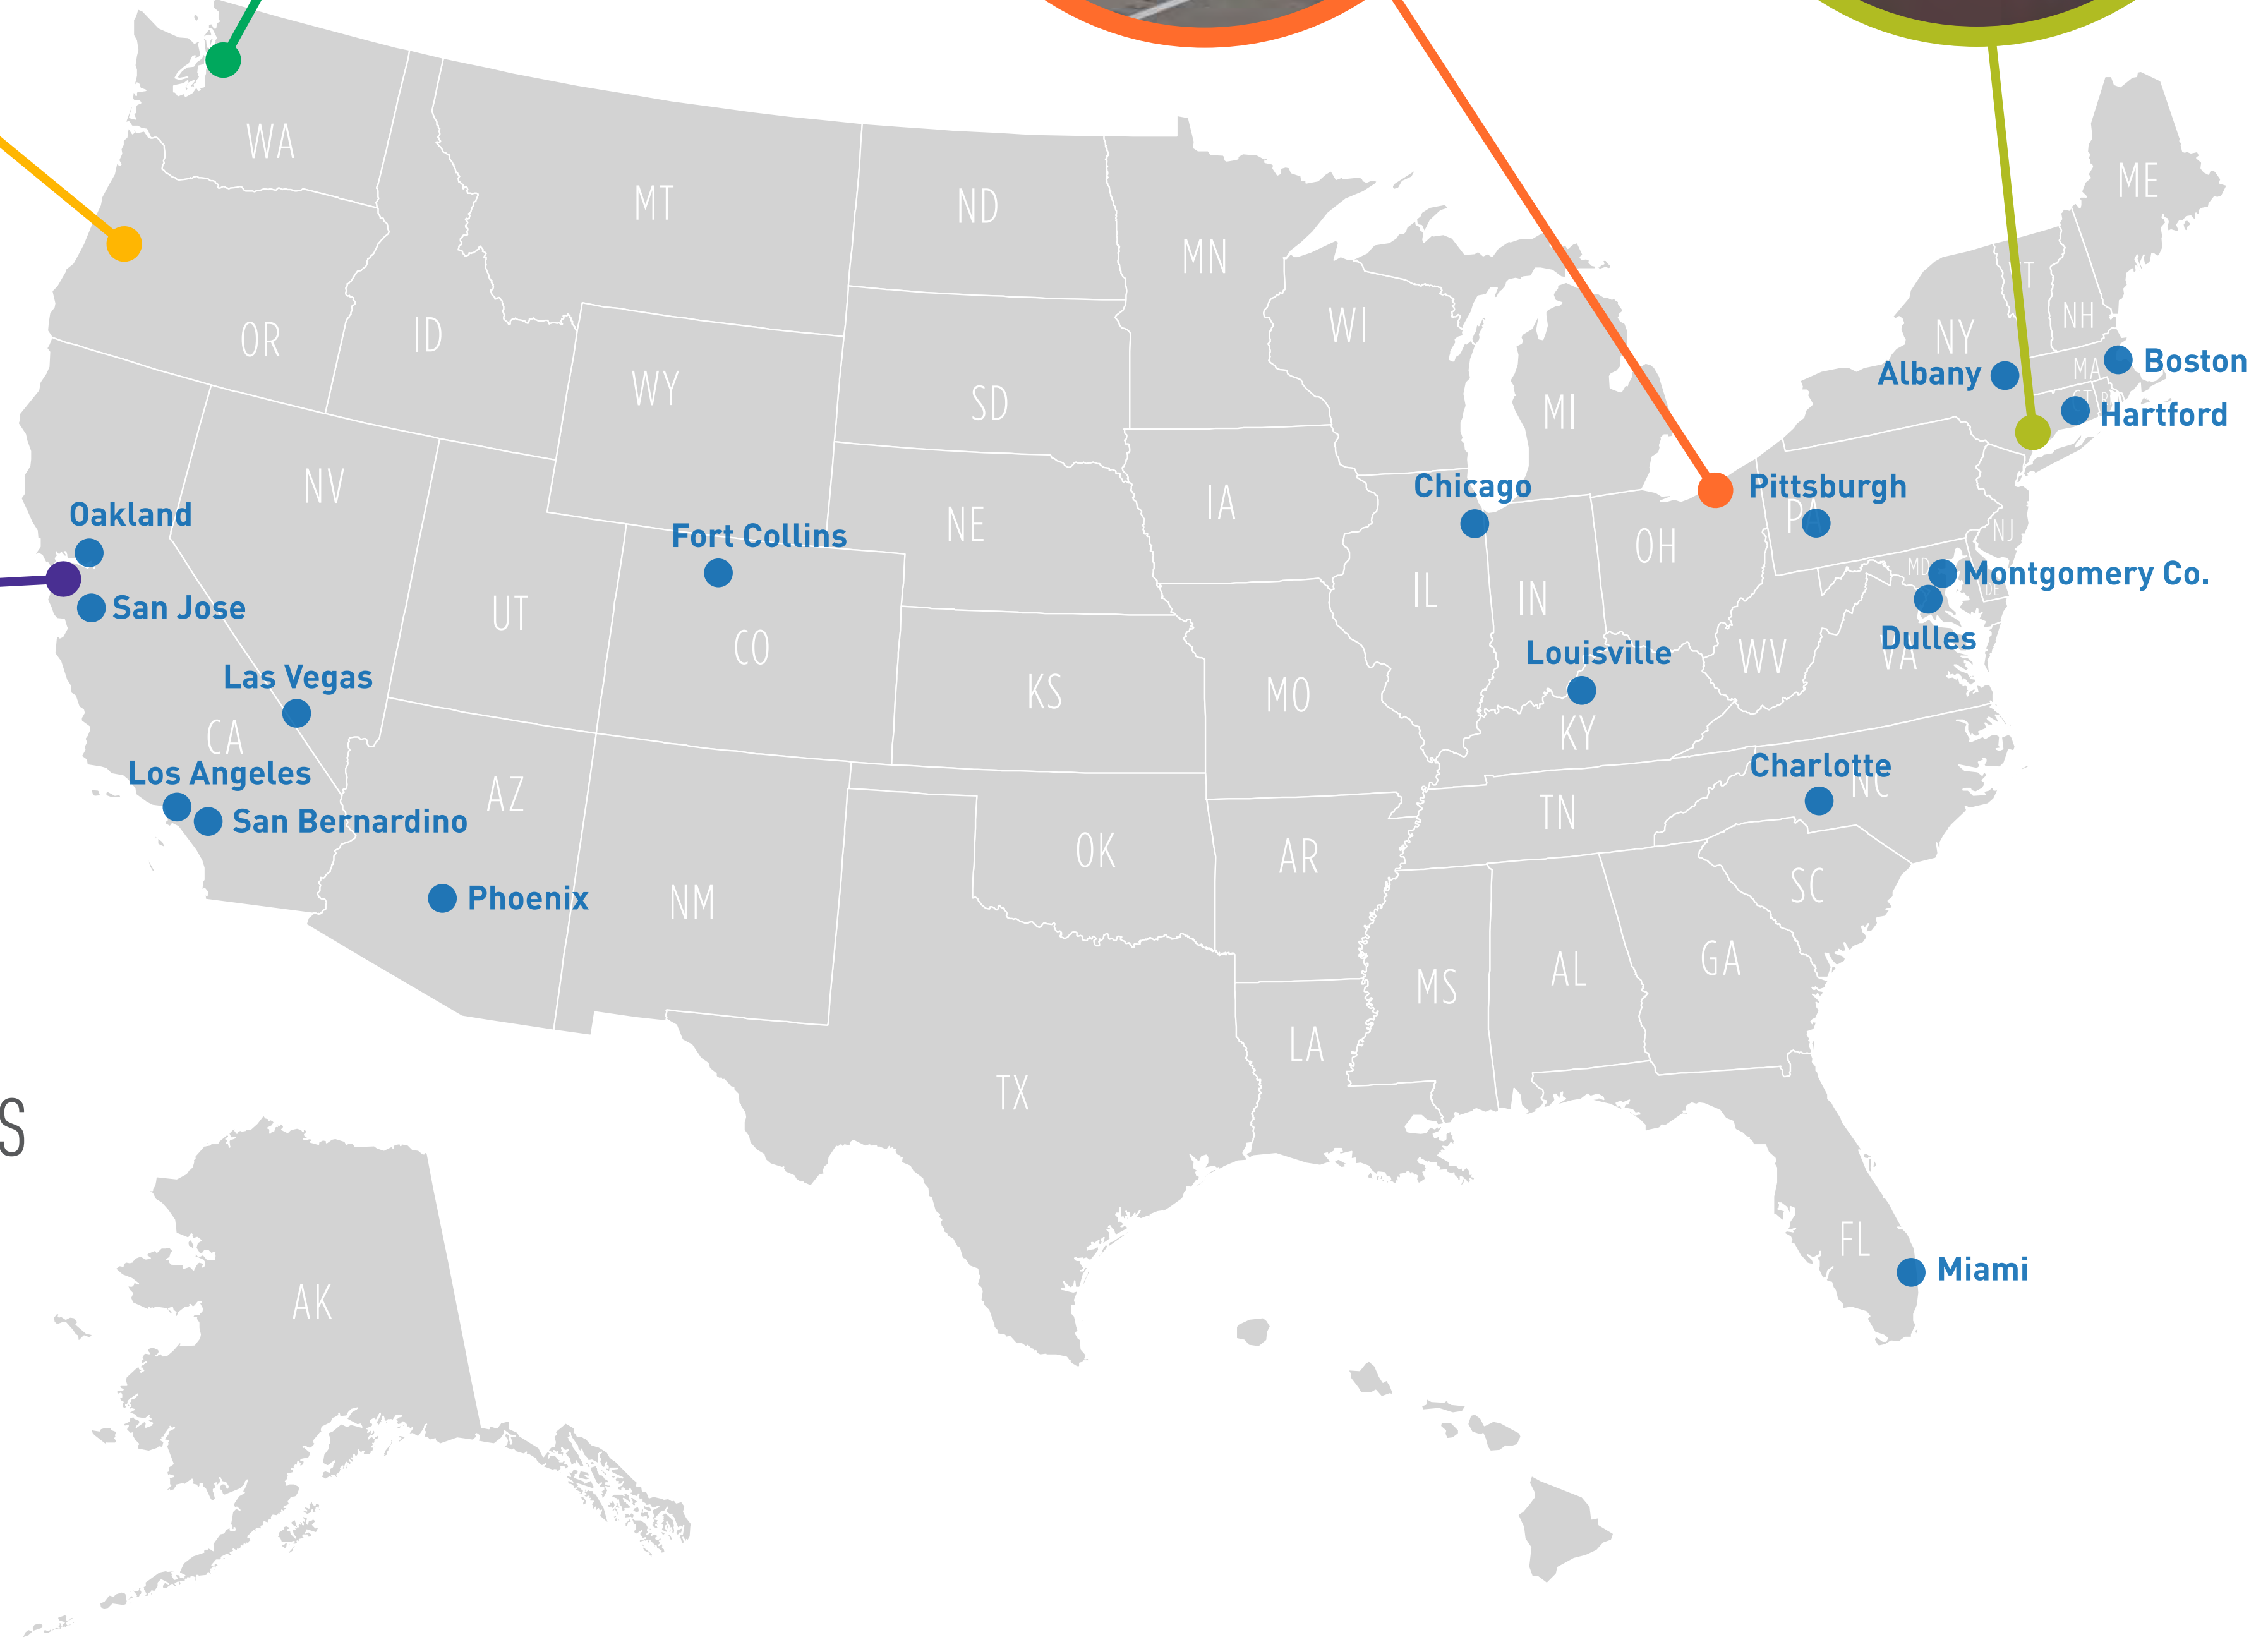 WA
MT
ND
ME
MN
OR
ID
WI
NH
NY
MA
Boston
Albany
WY
SD
MI
Hartford
NV
Chicago
Pittsburgh
IA
PA
Oakland
Fort Collins
NE
OH
NJ
MD
Montgomery Co.
DE
San Jose
UT
CO
IL
IN
Louisville
WV
Dulles
VA
Las Vegas
KS
MO
KY
CA
Los Angeles
AZ
Charlotte
NC
San Bernardino
TN
OK
AR
Phoenix
NM
SC
MS
AL
GA
LA
TX
S
FL
Miami
AK